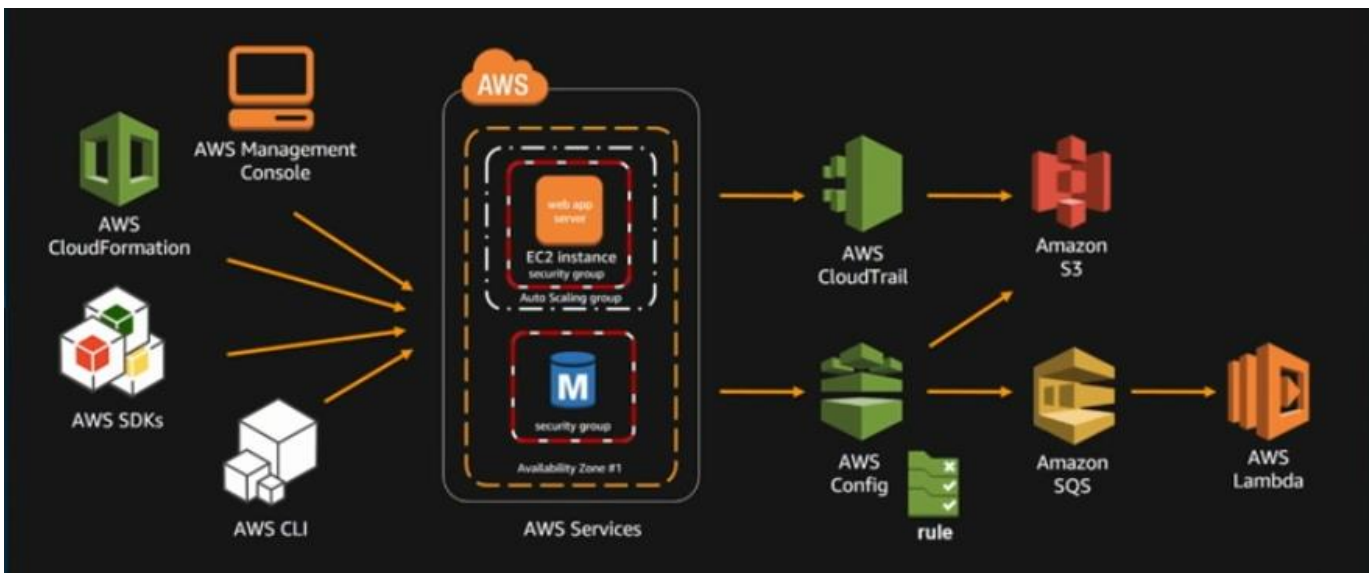 AWS
AWS Management
Console
AWS
CloudFormation
AWS SDKs
AWS CLI
web app
server
EC2 instance
security group
Auto Scaling group
M
security group
Availability Zone #1
AWS Services
AWS
CloudTrail
Amazon
S3
AWS
Config
rule
Amazon
SQS
AWS
Lambda